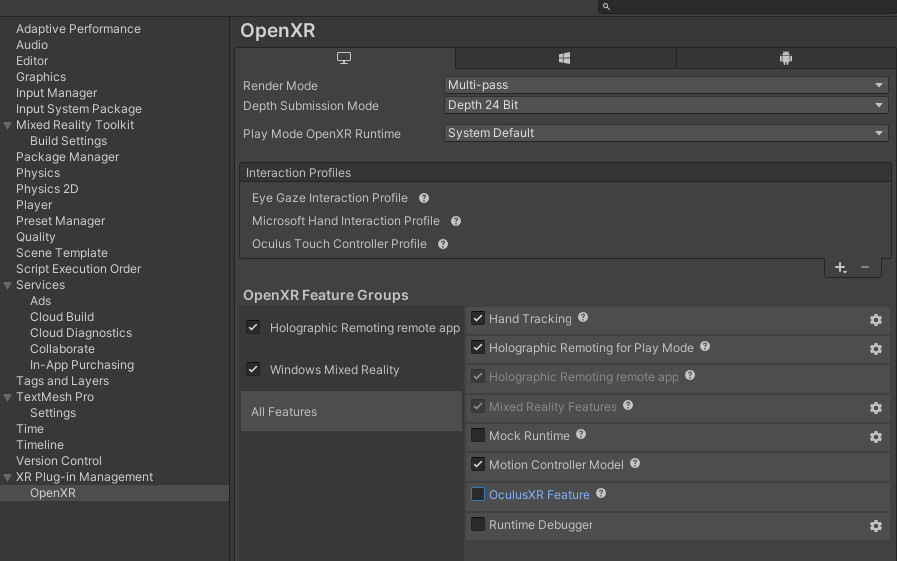 Adaptive Performance
Audio
Editor
Graphics
Input Manager
Input System Package
Mixed Reality Toolkit
Build Settings
Package Manager
Physics
Physics 2D
Player
Preset Manager
Quality
Scene Template
Script Execution Order
Services
Ads
Cloud Build
Cloud Diagnostics
Collaborate
In-App Purchasing
Tags and Layers
TextMesh Pro
Settings
Time
Timeline
Version Control
XR Plug-in Management
OpenXR
OpenXR
Render Mode Multi-pass
Depth Submission Mode Depth 24 Bit
Play Mode OpenXR Runtime System Default
Interaction Profiles
Eye Gaze Interaction Profile
Microsoft Hand Interaction Profile
Oculus Touch Controller Profile
OpenXR Feature Groups
Holographic Remoting remote app
Windows Mixed Reality
All Features
Hand Tracking
Holographic Remoting for Play Mode
Holographic Remoting remote app
Mixed Reality Features
Mock Runtime
Motion Controller Model
OculusXR Feature
Runtime Debugger